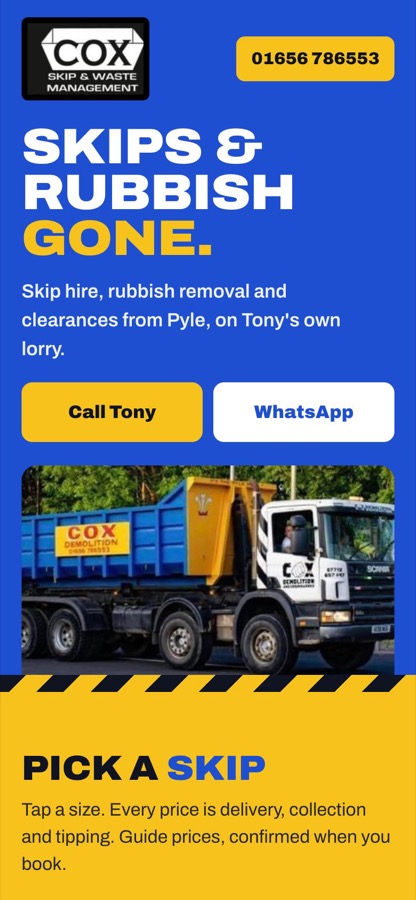 COX
SKIP & WASTE
MANAGEMENT
01656 786553
SKIPS &
RUBBISH
GONE.
Skip hire, rubbish removal and
clearances from Pyle, on Tony's own
lorry.
Call Tony
WhatsApp
COX
DEMOLITION
01656 786553
COX
DEMOLITION
SCANIA
PICK A SKIP
Tap a size. Every price is delivery, collection
and tipping. Guide prices, confirmed when you
book.